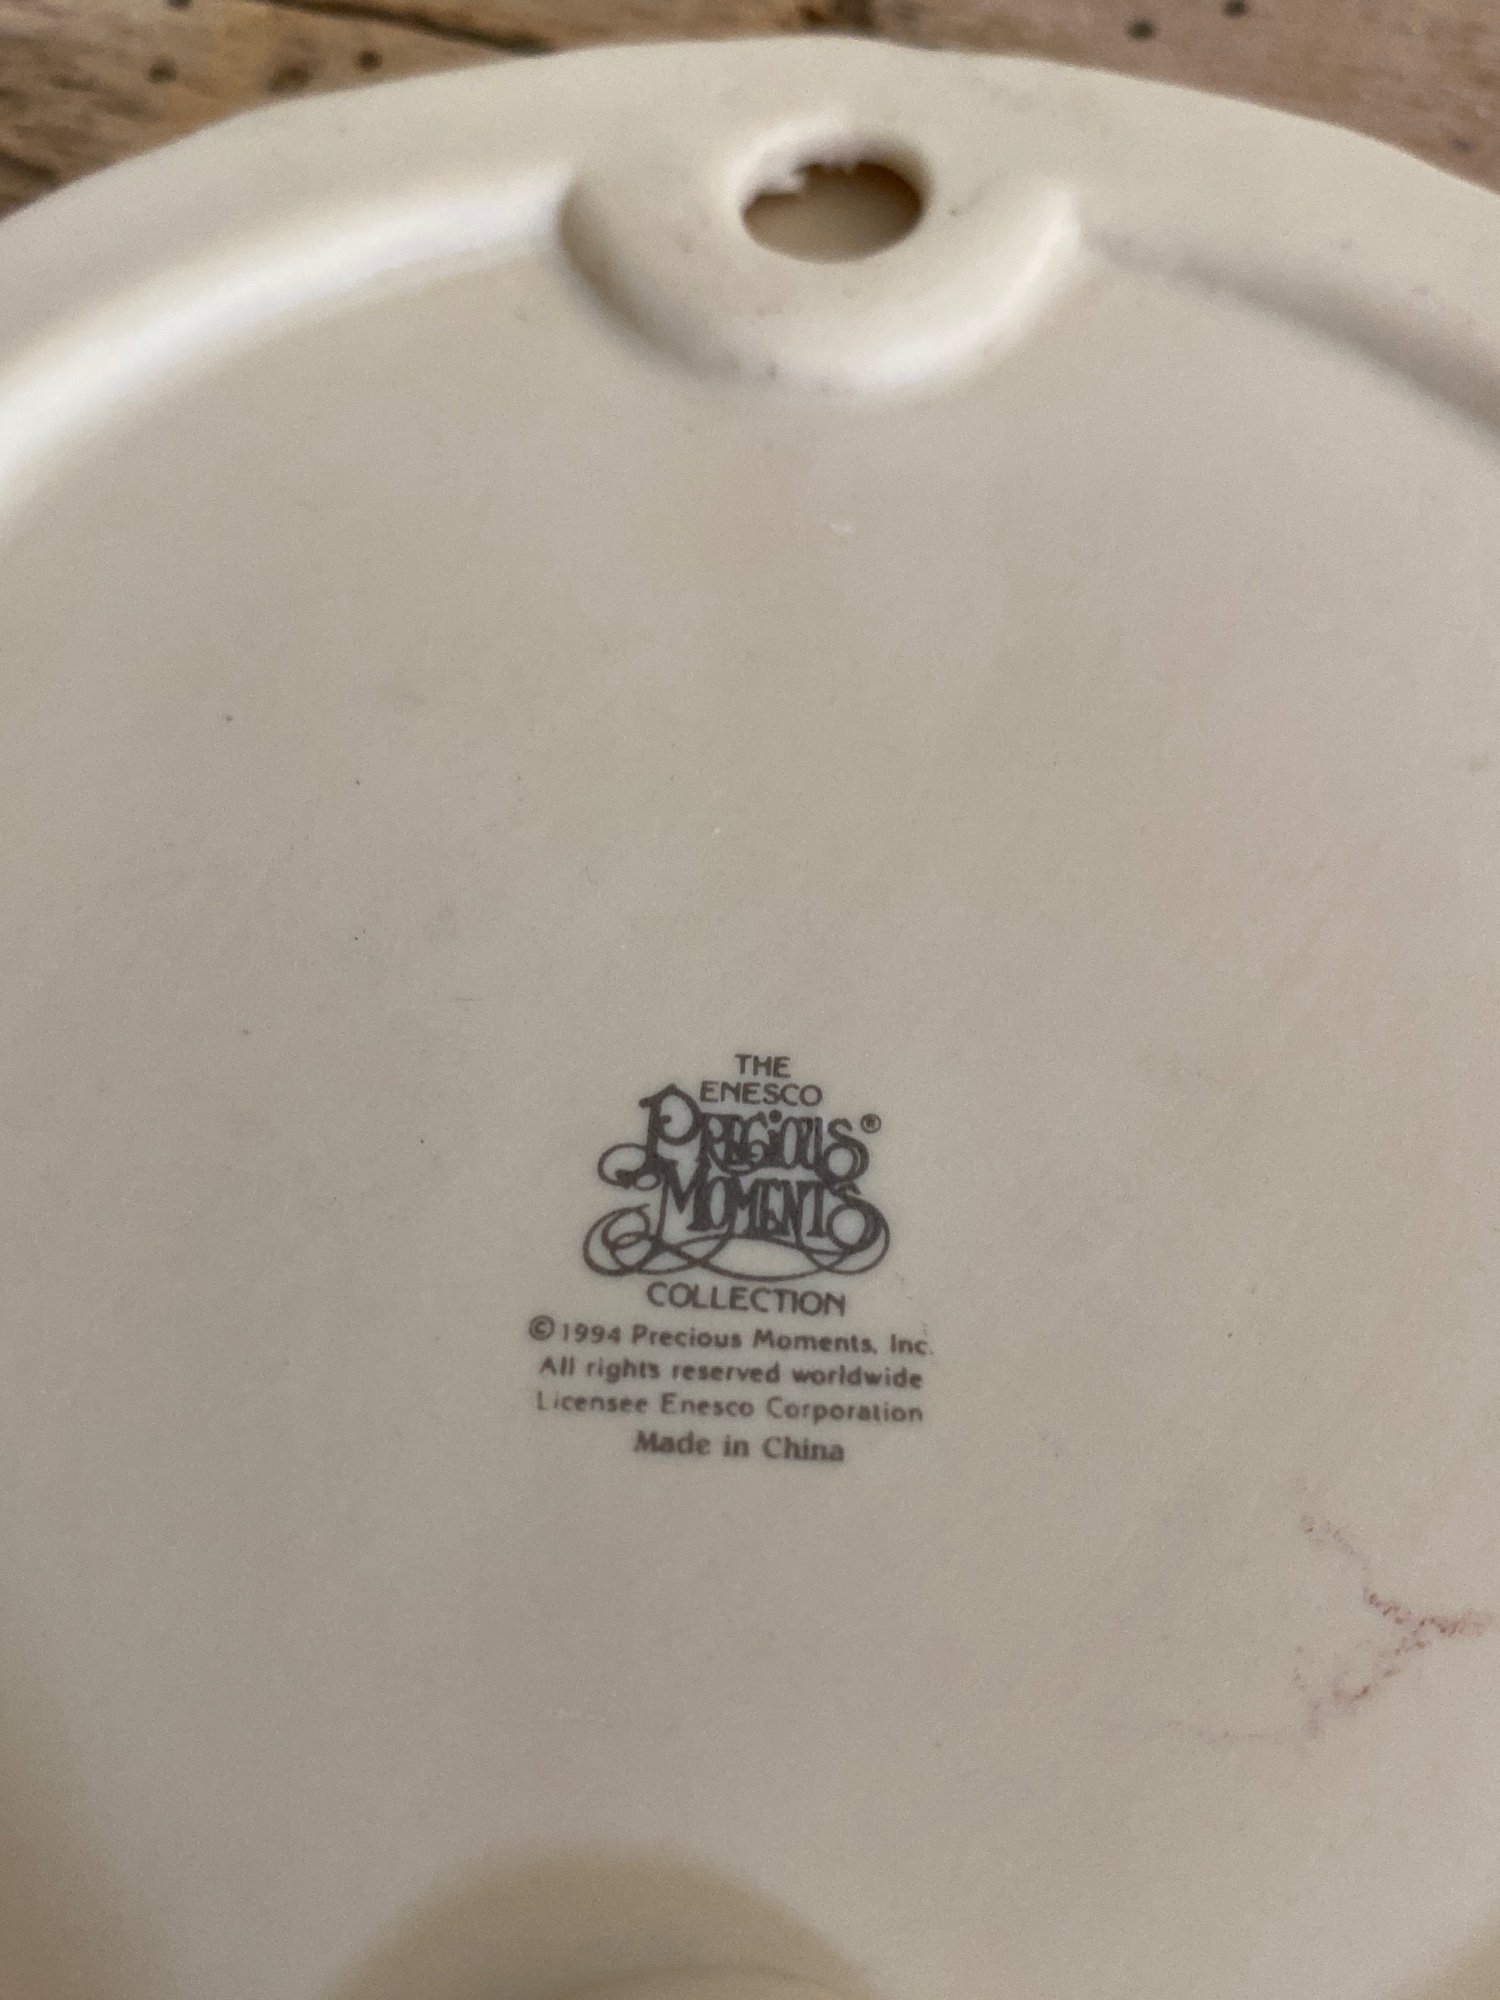 THE
ENESCO
PRECIOUS®
MOMENTS
COLLECTION
©1994 Precious Moments, Inc.
All rights reserved worldwide
Licensee Enesco Corporation
Made in China